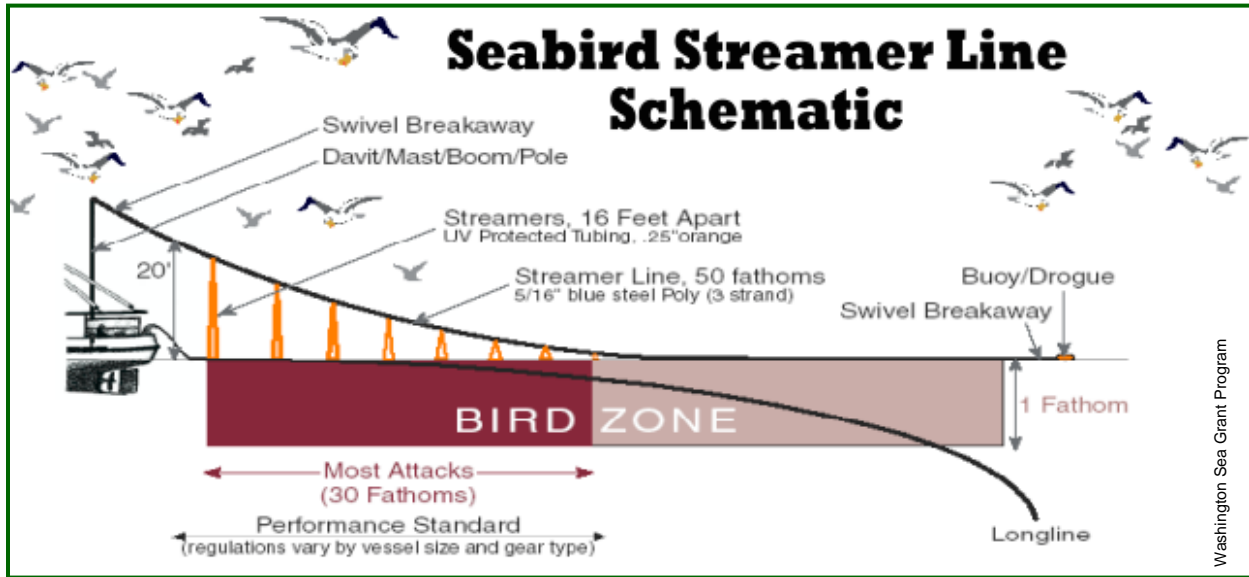 Seabird Streamer Line
Schematic
Swivel Breakaway
Davit/Mast/Boom/Pole
Streamers, 16 Feet Apart
UV Protected Tubing, .25"orange
20'
Streamer Line, 50 fathoms
5/16" blue steel Poly (3 strand)
Buoy/Drogue
Swivel Breakaway
1 Fathom
BIRD ZONE
Most Attacks
(30 Fathoms)
Performance Standard
(regulations vary by vessel size and gear type)
Longline
Washington Sea Grant Program